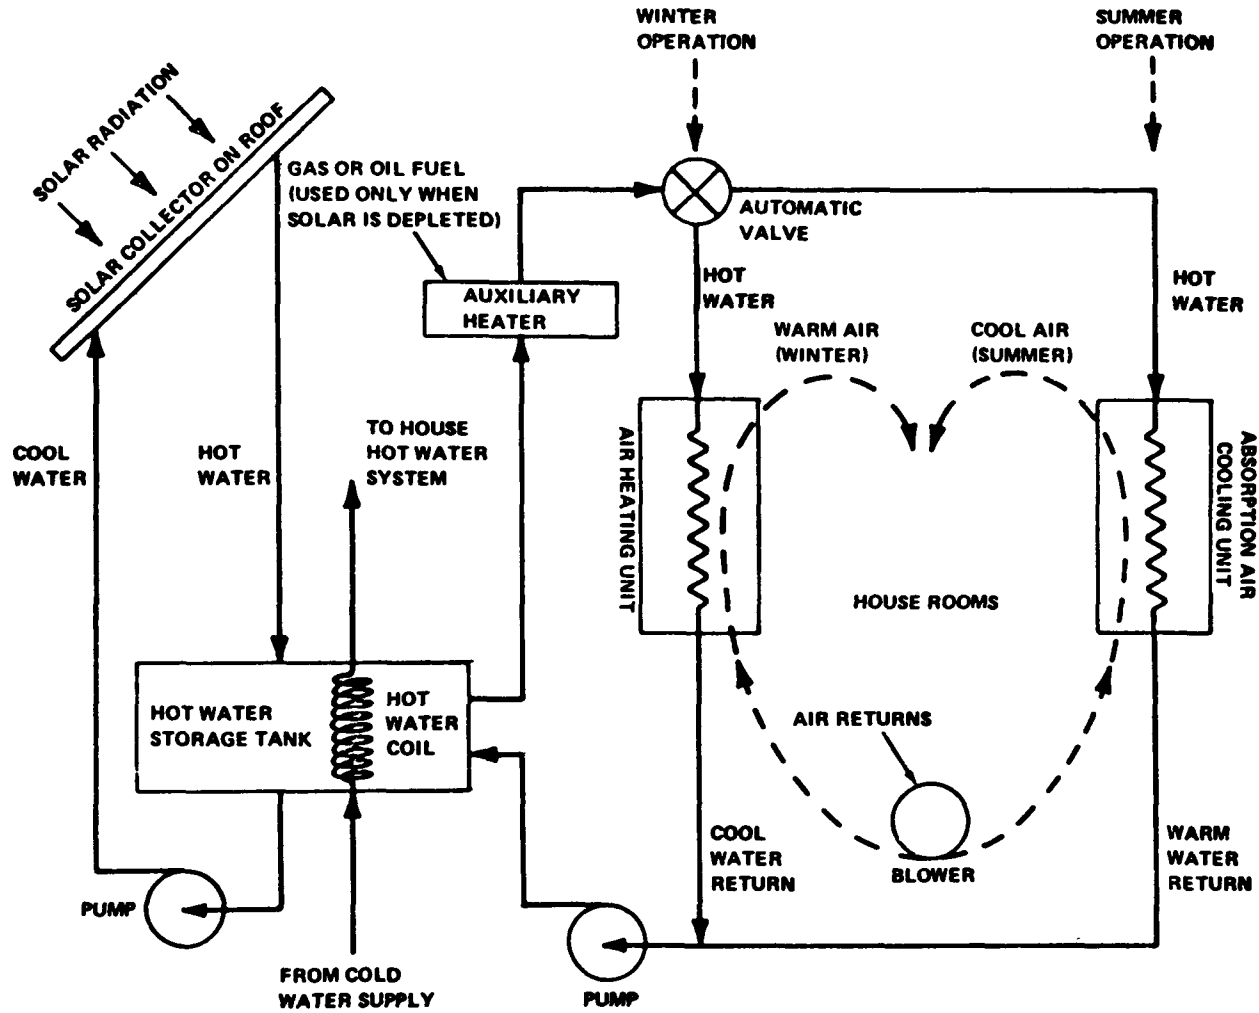 WINTER
OPERATION
SUMMER
OPERATION
SOLAR RADIATION
SOLAR COLLECTOR ON ROOF
GAS OR OIL FUEL
(USED ONLY WHEN
SOLAR IS DEPLETED)
AUTOMATIC
VALVE
AUXILIARY
HEATER
HOT
WATER
HOT
WATER
WARM AIR
(WINTER)
COOL AIR
(SUMMER)
COOL
WATER
HOT
WATER
TO HOUSE
HOT WATER
SYSTEM
AIR HEATING UNIT
ABSORPTION AIR
COOLING UNIT
HOUSE ROOMS
HOT WATER
STORAGE TANK
HOT
WATER
COIL
AIR RETURNS
BLOWER
COOL
WATER
RETURN
WARM
WATER
RETURN
PUMP
FROM COLD
WATER SUPPLY
PUMP